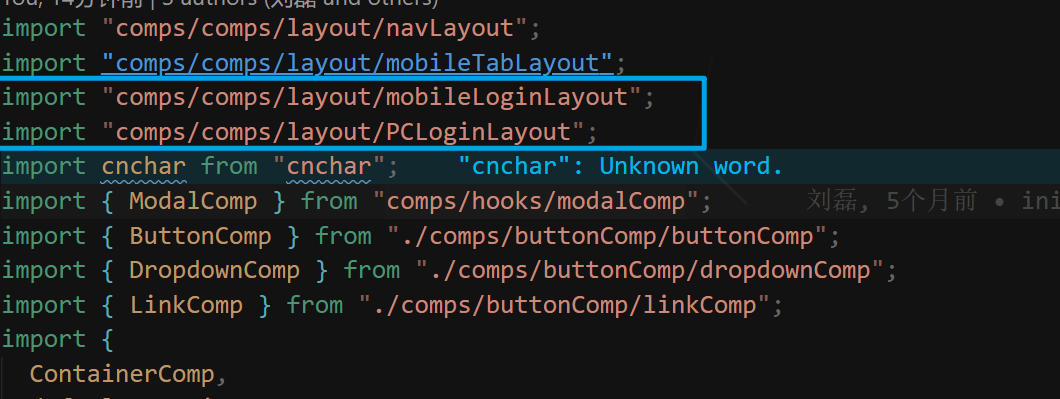 You, 14分钟前 | 3 authors (刘磊 and others)
import "comps/comps/layout/navLayout";
import "comps/comps/layout/mobileTabLayout";
import "comps/comps/layout/mobileLoginLayout";
import "comps/comps/layout/PCLoginLayout";
import cnchar from "cnchar"; "cnchar": Unknown word.
import { ModalComp } from "comps/hooks/modalComp"; 刘磊, 5个月前 • ini
import { ButtonComp } from "./comps/buttonComp/buttonComp";
import { DropdownComp } from "./comps/buttonComp/dropdownComp";
import { LinkComp } from "./comps/buttonComp/linkComp";
import {
ContainerComp,